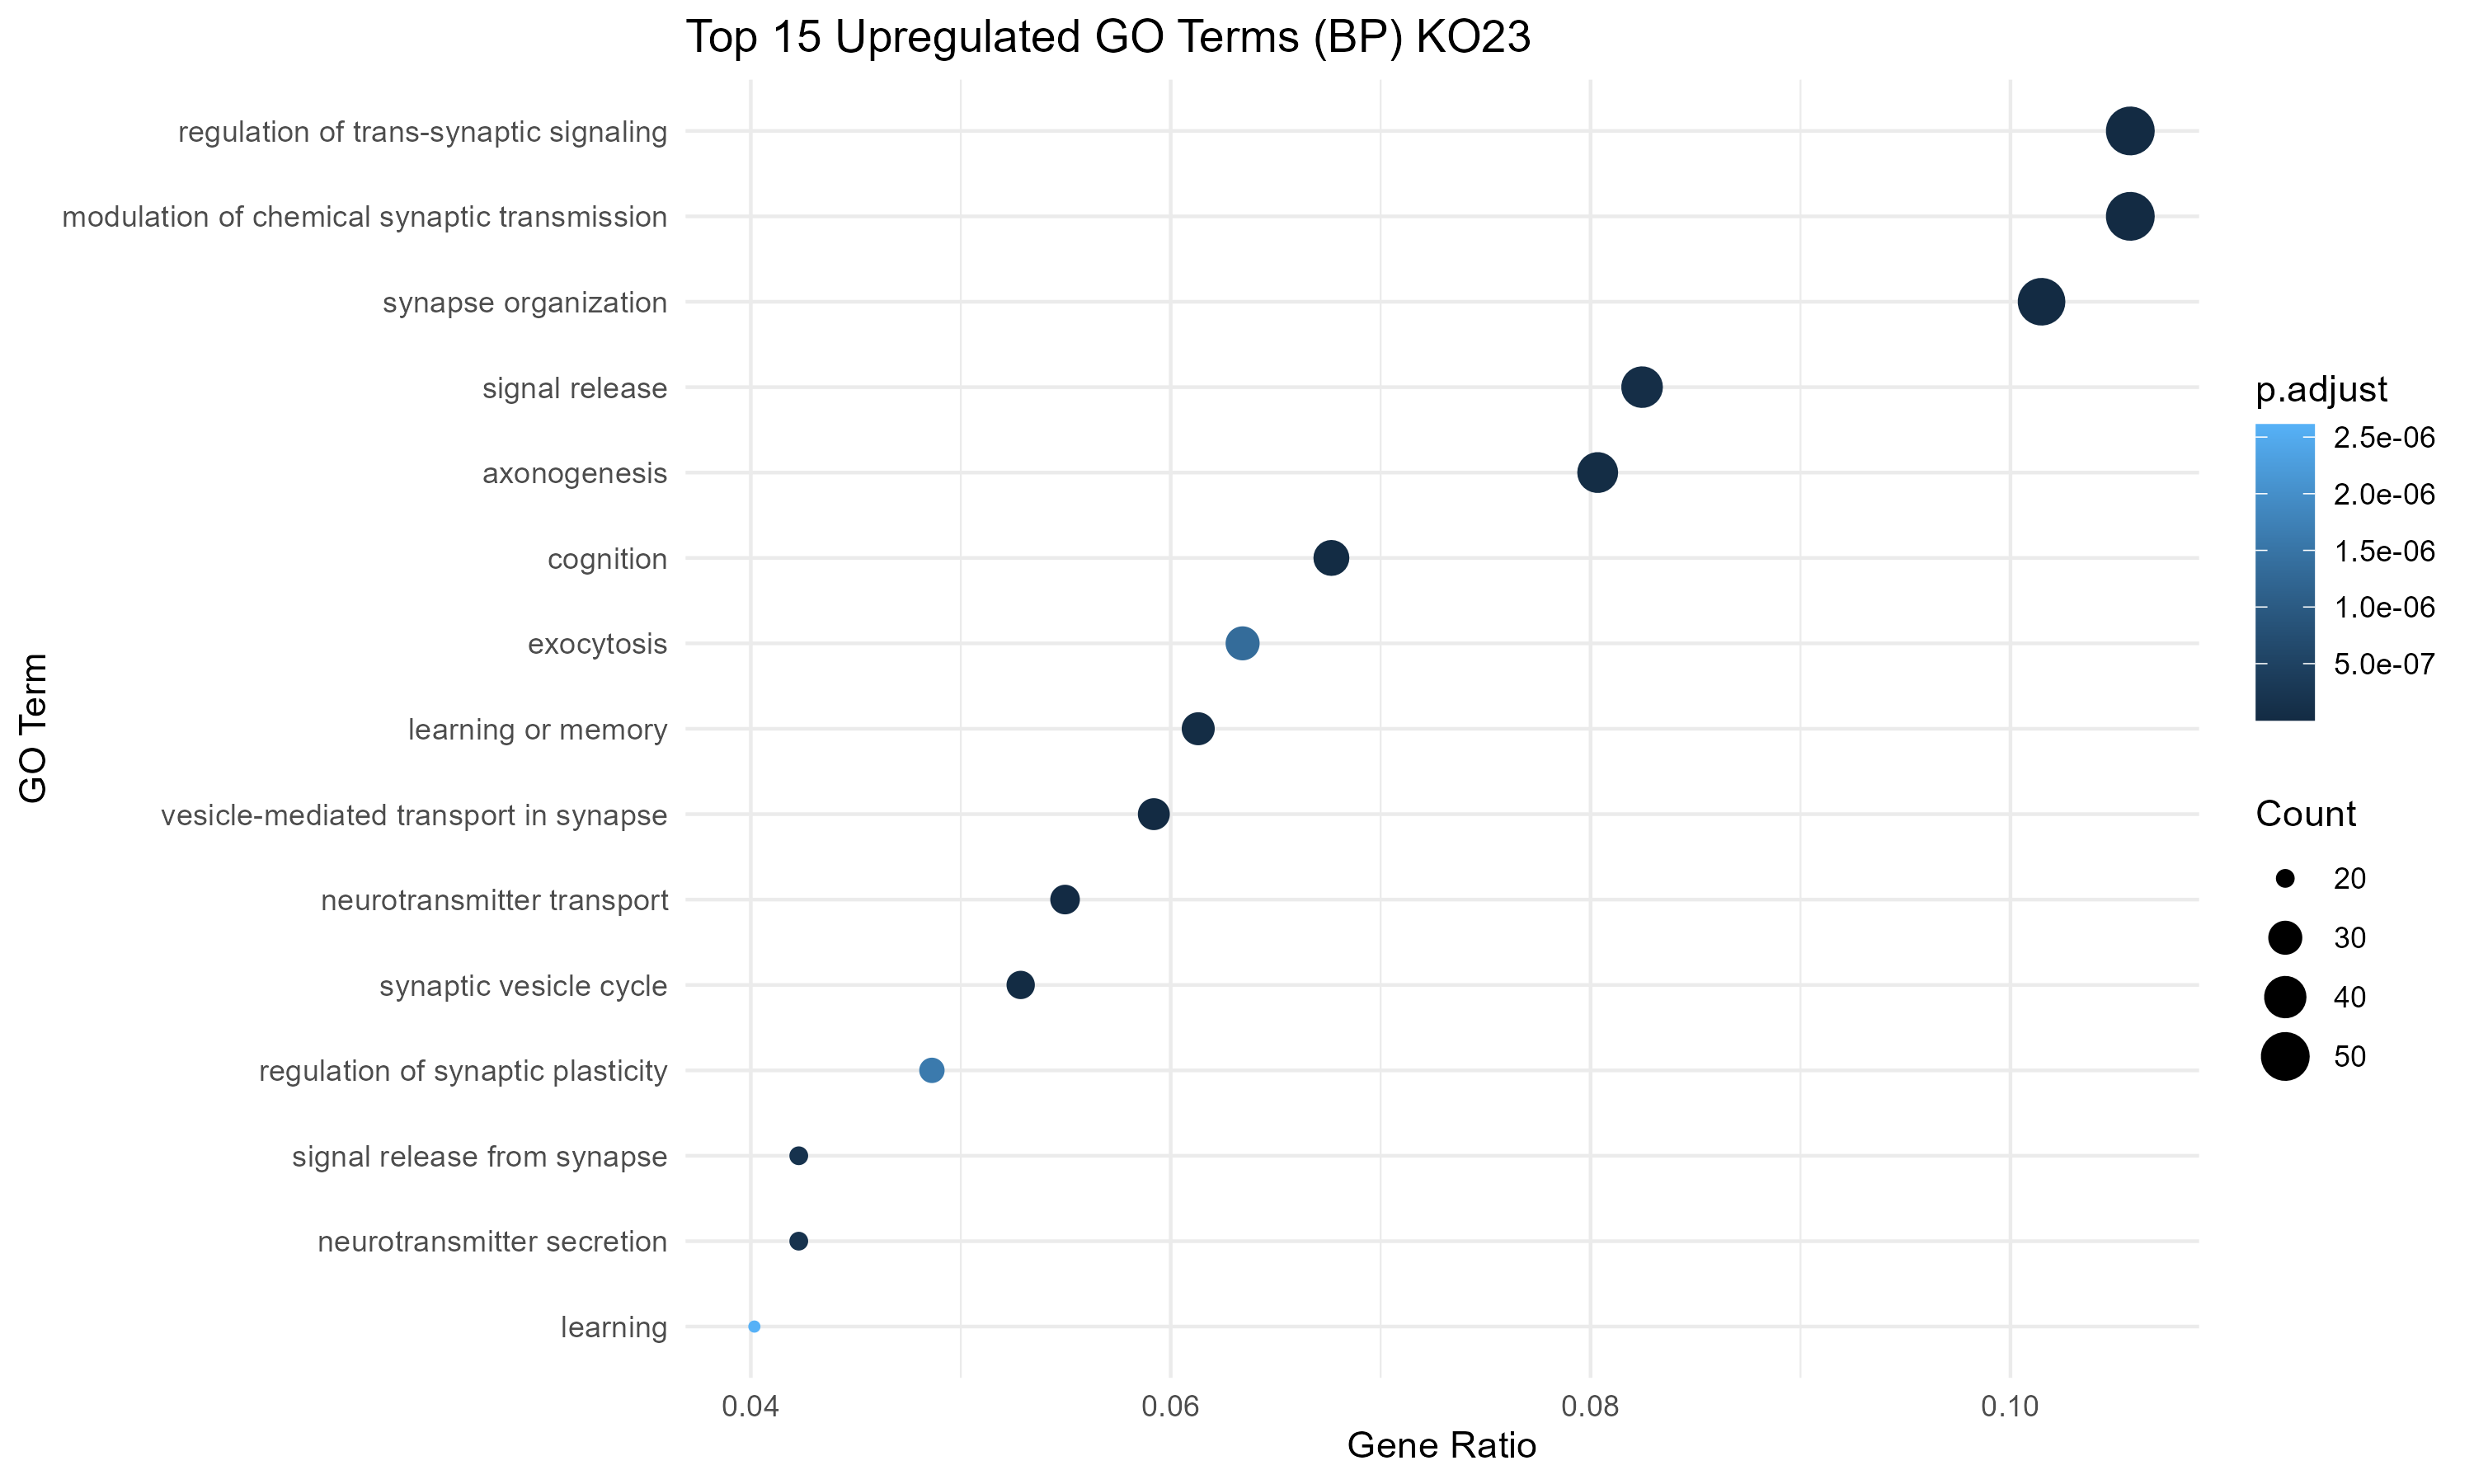 Top 15 Upregulated GO Terms (BP) KO23
GO Term
regulation of trans-synaptic signaling
modulation of chemical synaptic transmission
synapse organization
signal release
axonogenesis
cognition
exocytosis
learning or memory
vesicle-mediated transport in synapse
neurotransmitter transport
synaptic vesicle cycle
regulation of synaptic plasticity
signal release from synapse
neurotransmitter secretion
learning
0.04 0.06 0.08 0.10
Gene Ratio
p.adjust
2.5e-06
2.0e-06
1.5e-06
1.0e-06
5.0e-07
Count
20
30
40
50